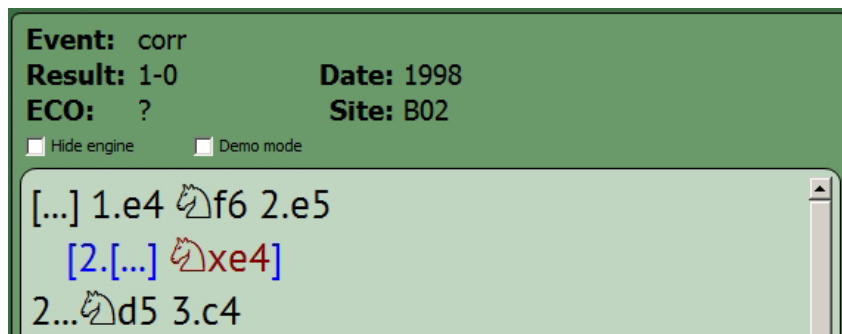 Event: corr
Result: 1-0 Date: 1998
ECO: ? Site: B02
Hide engine Demo mode
[...] 1.e4 ♘f6 2.e5
[2.[...] ♘xe4]
2...♘d5 3.c4